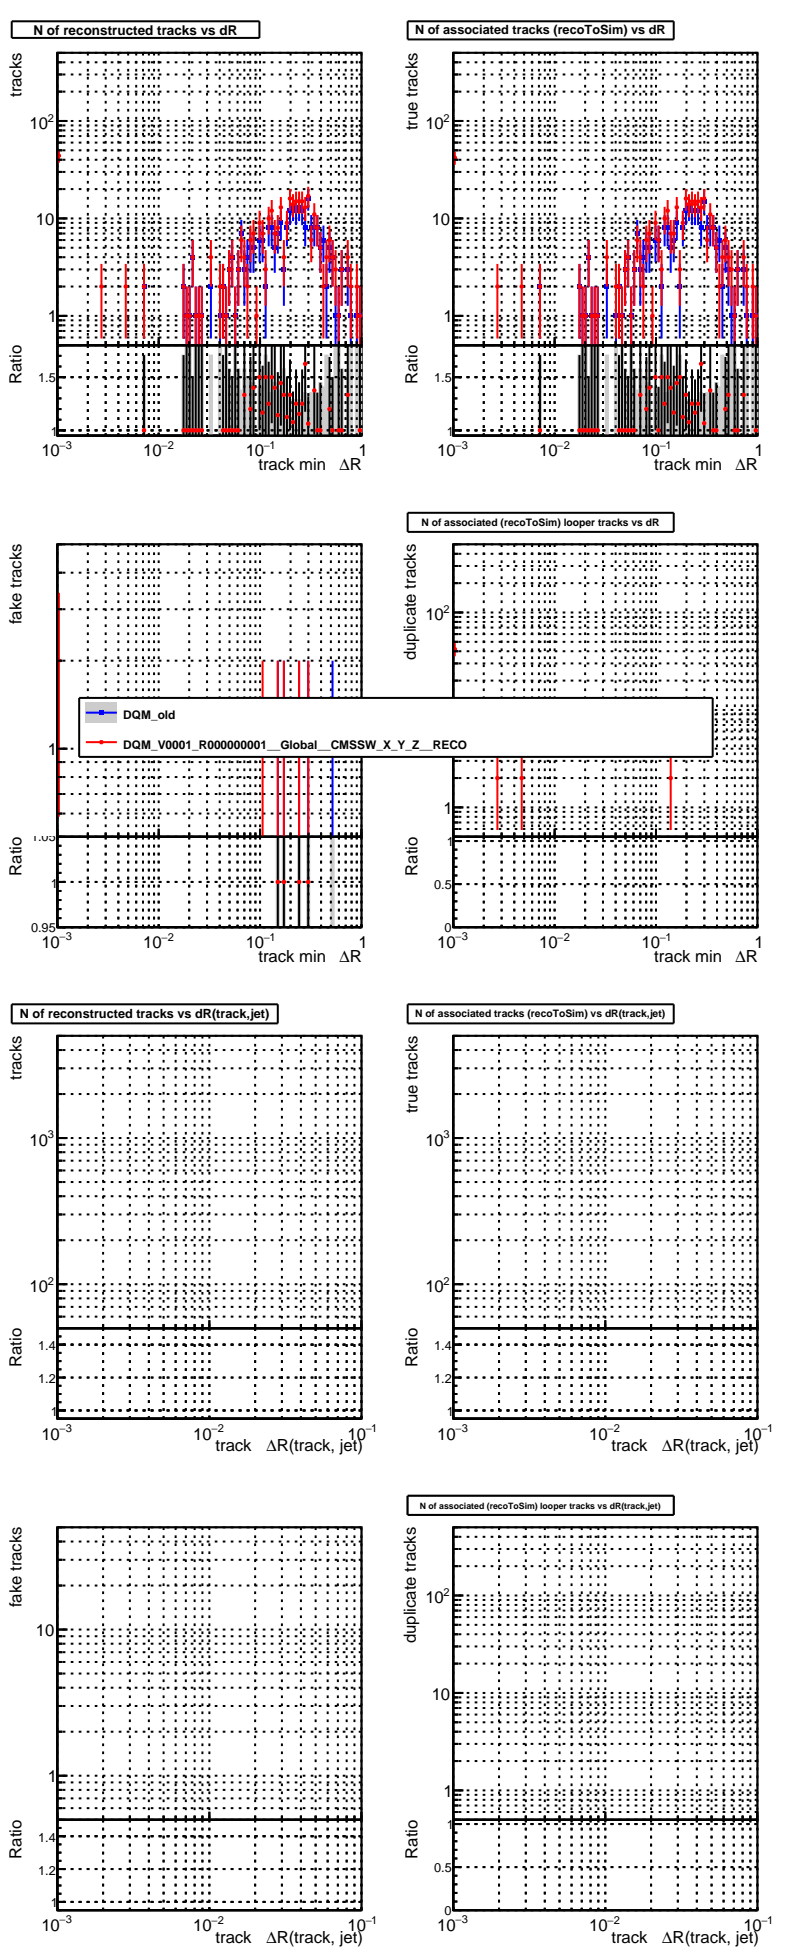 N of reconstructed tracks vs dR
tracks
10²
10
1
Ratio
1.5
1
10⁻³ 10⁻² 10⁻¹ 1
track min ΔR
N of associated tracks (recoToSim) vs dR
true tracks
10²
10
1
Ratio
1.5
1
10⁻³ 10⁻² 10⁻¹ 1
track min ΔR
fake tracks
1
Ratio
1.05
1
0.95
10⁻³ 10⁻² 10⁻¹ 1
track min ΔR
N of associated (recoToSim) looper tracks vs dR
duplicate tracks
10²
1
Ratio
1
0.5
0
10⁻³ 10⁻² 10⁻¹ 1
track min ΔR
DQM_old
DQM_V0001_R000000001__Global__CMSSW_X_Y_Z__RECO
N of reconstructed tracks vs dR(track,jet)
tracks
10³
10²
Ratio
1.4
1.2
1
10⁻³ 10⁻² 10⁻¹
track ΔR(track, jet)
N of associated tracks (recoToSim) vs dR(track,jet)
true tracks
10³
10²
Ratio
1.4
1.2
1
10⁻³ 10⁻² 10⁻¹
track ΔR(track, jet)
fake tracks
10
1
Ratio
1.4
1.2
1
10⁻³ 10⁻² 10⁻¹
track ΔR(track, jet)
N of associated (recoToSim) looper tracks vs dR(track,jet)
duplicate tracks
10²
10
1
Ratio
1
0.5
0
10⁻³ 10⁻² 10⁻¹
track ΔR(track, jet)